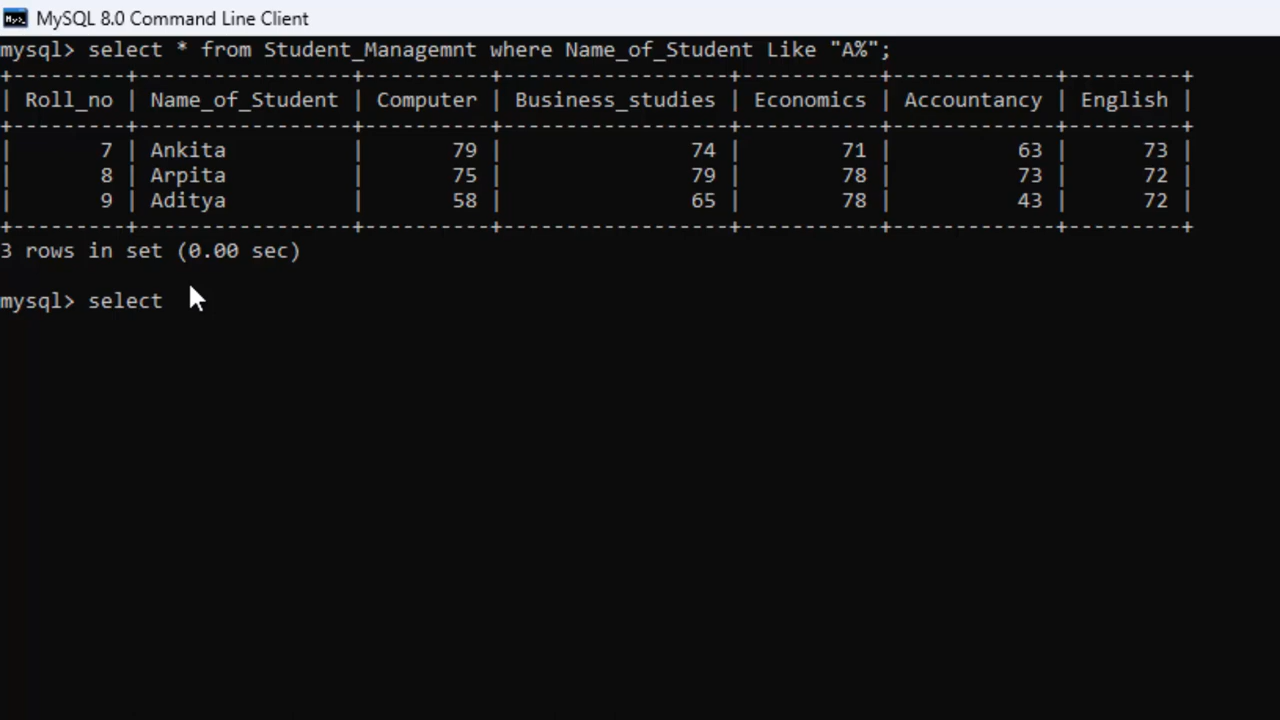 MySQL 8.0 Command Line Client
mysql> select * from Student_Managemnt where Name_of_Student Like "A%";
+---------+-----------------+----------+------------------+-----------+-------------+---------+
| Roll_no | Name_of_Student | Computer | Business_studies | Economics | Accountancy | English |
+---------+-----------------+----------+------------------+-----------+-------------+---------+
|       7 | Ankita          |       79 |               74 |        71 |          63 |      73 |
|       8 | Arpita          |       75 |               79 |        78 |          73 |      72 |
|       9 | Aditya          |       58 |               65 |        78 |          43 |      72 |
+---------+-----------------+----------+------------------+-----------+-------------+---------+
3 rows in set (0.00 sec)
mysql> select